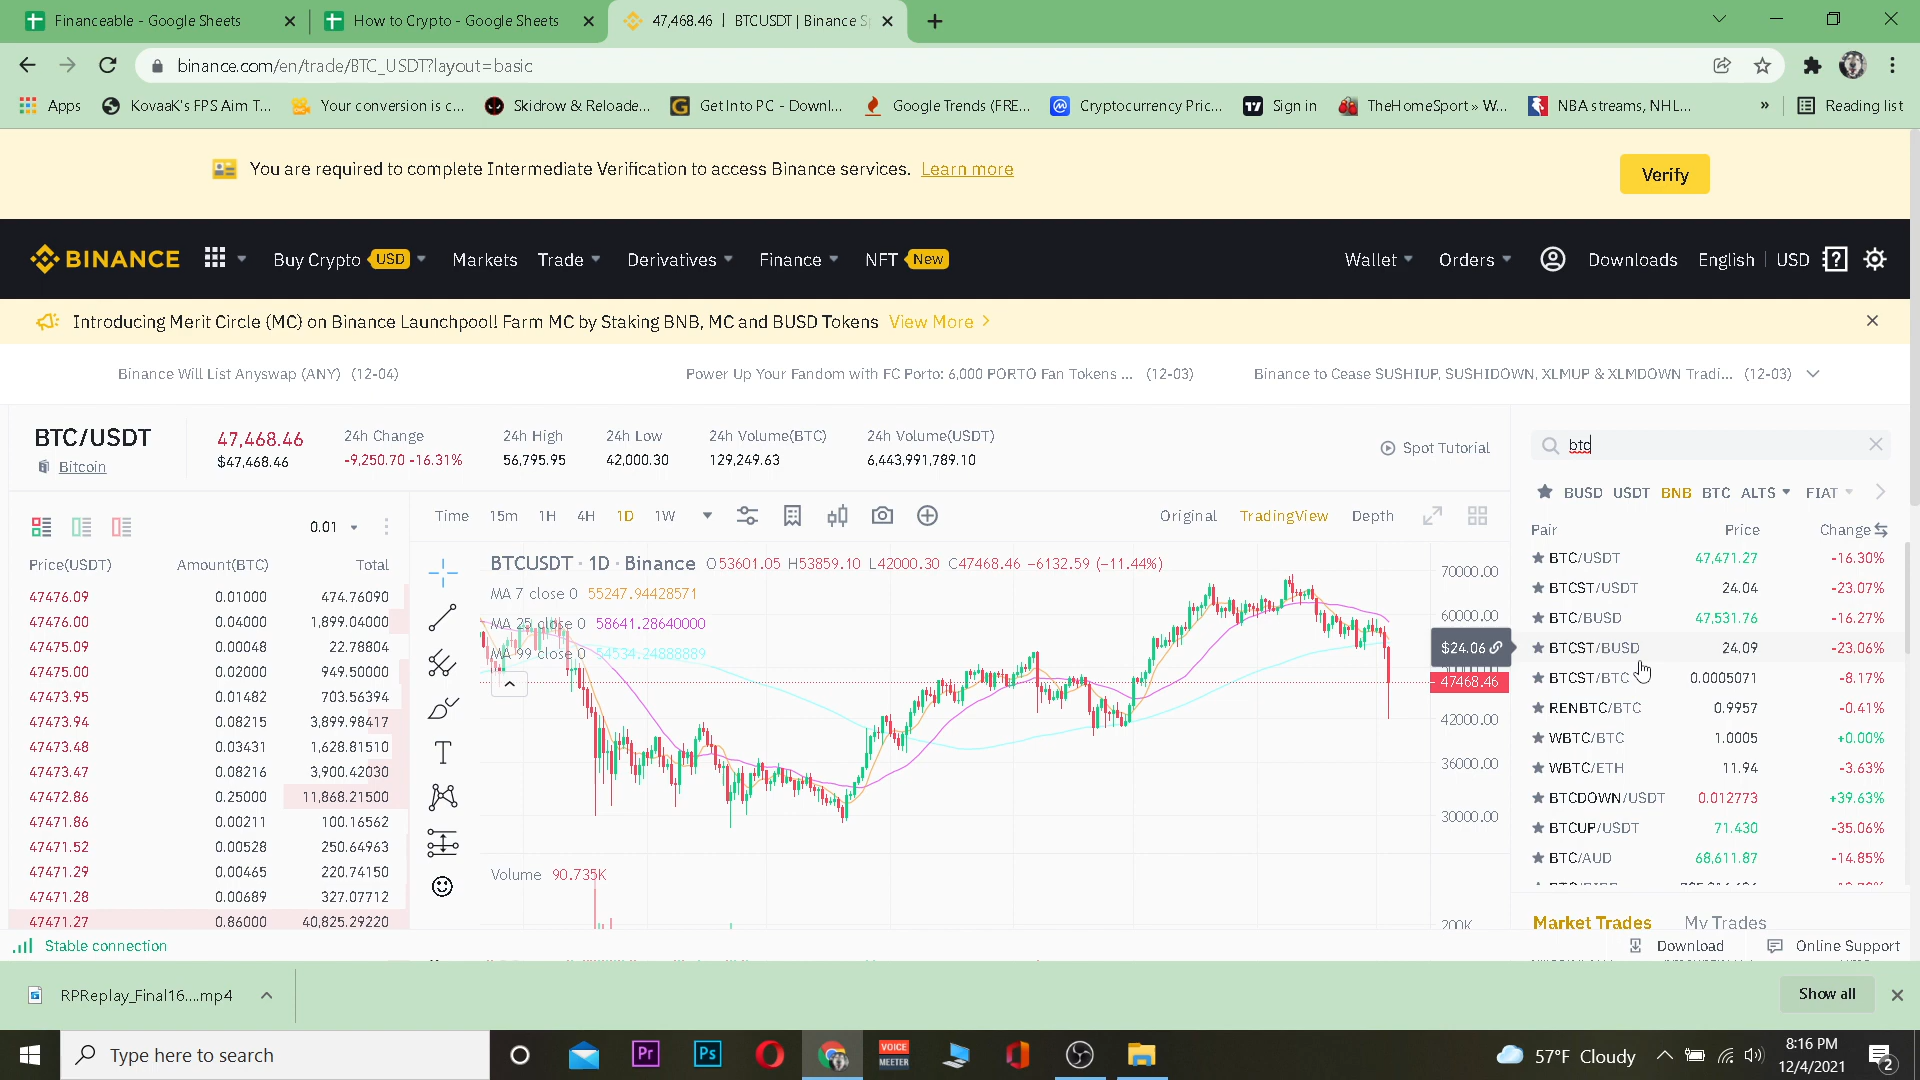 Financeable - Google Sheets
How to Crypto - Google Sheets
47,468.46 | BTCUSDT | Binance S
binance.com/en/trade/BTC_USDT?layout=basic
Apps KovaaK's FPS Aim T... Your conversion is c... Skidrow & Reloade... Get Into PC - Downl... Google Trends (FRE... Cryptocurrency Pric... Sign in TheHomeSport » W... NBA streams, NHL... » Reading list
You are required to complete Intermediate Verification to access Binance services. Learn more
Verify
BINANCE Buy Crypto USD Markets Trade Derivatives Finance NFT New Wallet Orders Downloads English USD
Introducing Merit Circle (MC) on Binance Launchpool! Farm MC by Staking BNB, MC and BUSD Tokens View More
Binance Will List Anyswap (ANY) (12-04) Power Up Your Fandom with FC Porto: 6,000 PORTO Fan Tokens ... (12-03) Binance to Cease SUSHIUP, SUSHIDOWN, XLMUP & XLMDOWN Tradi... (12-03)
BTC/USDT
Bitcoin
47,468.46
$47,468.46
24h Change
-9,250.70 -16.31%
24h High
56,795.95
24h Low
42,000.30
24h Volume(BTC)
129,249.63
24h Volume(USDT)
6,443,991,789.10
Spot Tutorial
0.01
Price(USDT) Amount(BTC) Total
47476.09 0.01000 474.76090
47476.00 0.04000 1,899.04000
47475.09 0.00048 22.78804
47475.00 0.02000 949.50000
47473.95 0.01482 703.56394
47473.94 0.08215 3,899.98417
47473.48 0.03431 1,628.81510
47473.47 0.08216 3,900.42030
47472.86 0.25000 11,868.21500
47471.86 0.00211 100.16562
47471.52 0.00528 250.64963
47471.29 0.00465 220.74150
47471.28 0.00689 327.07712
47471.27 0.86000 40,825.29220
Time 15m 1H 4H 1D 1W Original TradingView Depth
BTCUSDT · 1D · Binance O53601.05 H53859.10 L42000.30 C47468.46 −6132.59 (−11.44%)
MA 7 close 0 55247.94428571
MA 25 close 0 58641.28640000
MA 99 close 0 54534.24888889
70000.00
60000.00
47468.46
42000.00
36000.00
30000.00
Volume 90.735K
200K
$24.06
btc
BUSD USDT BNB BTC ALTS FIAT
Pair Price Change
BTC/USDT 47,471.27 -16.30%
BTCST/USDT 24.04 -23.07%
BTC/BUSD 47,531.76 -16.27%
BTCST/BUSD 24.09 -23.06%
BTCST/BTC 0.0005071 -8.17%
RENBTC/BTC 0.9957 -0.41%
WBTC/BTC 1.0005 +0.00%
WBTC/ETH 11.94 -3.63%
BTCDOWN/USDT 0.012773 +39.63%
BTCUP/USDT 71.430 -35.06%
BTC/AUD 68,611.87 -14.85%
Market Trades My Trades
Stable connection
Download Online Support
RPReplay_Final16....mp4
Show all
Type here to search
Pr
Ps
VOICE
MEETER
57°F Cloudy
8:16 PM
12/4/2021
2